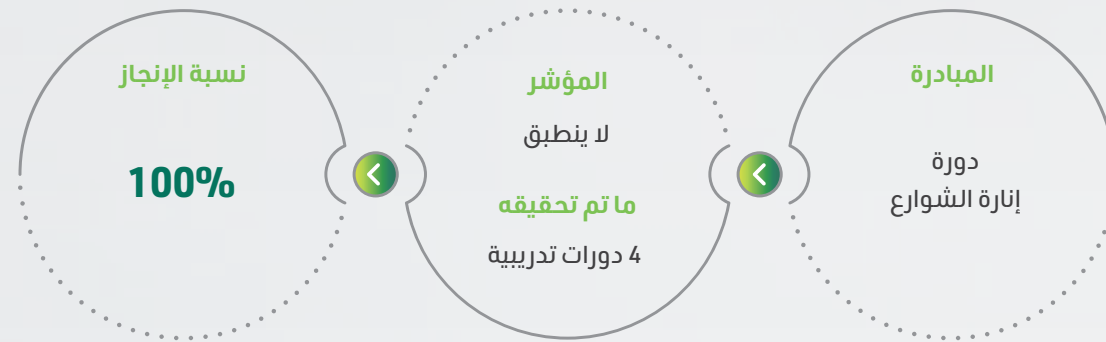 المبادرة
دورة
إنارة الشوارع
المؤشر
لا ينطبق
ما تم تحقيقه
4 دورات تدريبية
نسبة الإنجاز
100%